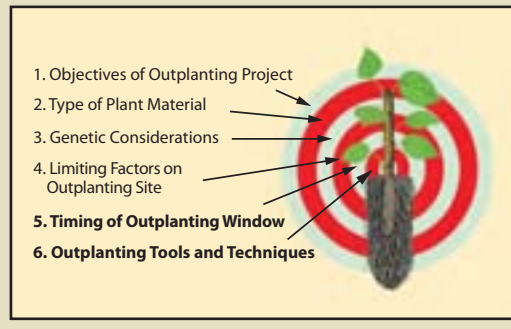 1. Objectives of Outplanting Project
2. Type of Plant Material
3. Genetic Considerations
4. Limiting Factors on
Outplanting Site
5. Timing of Outplanting Window
6. Outplanting Tools and Techniques